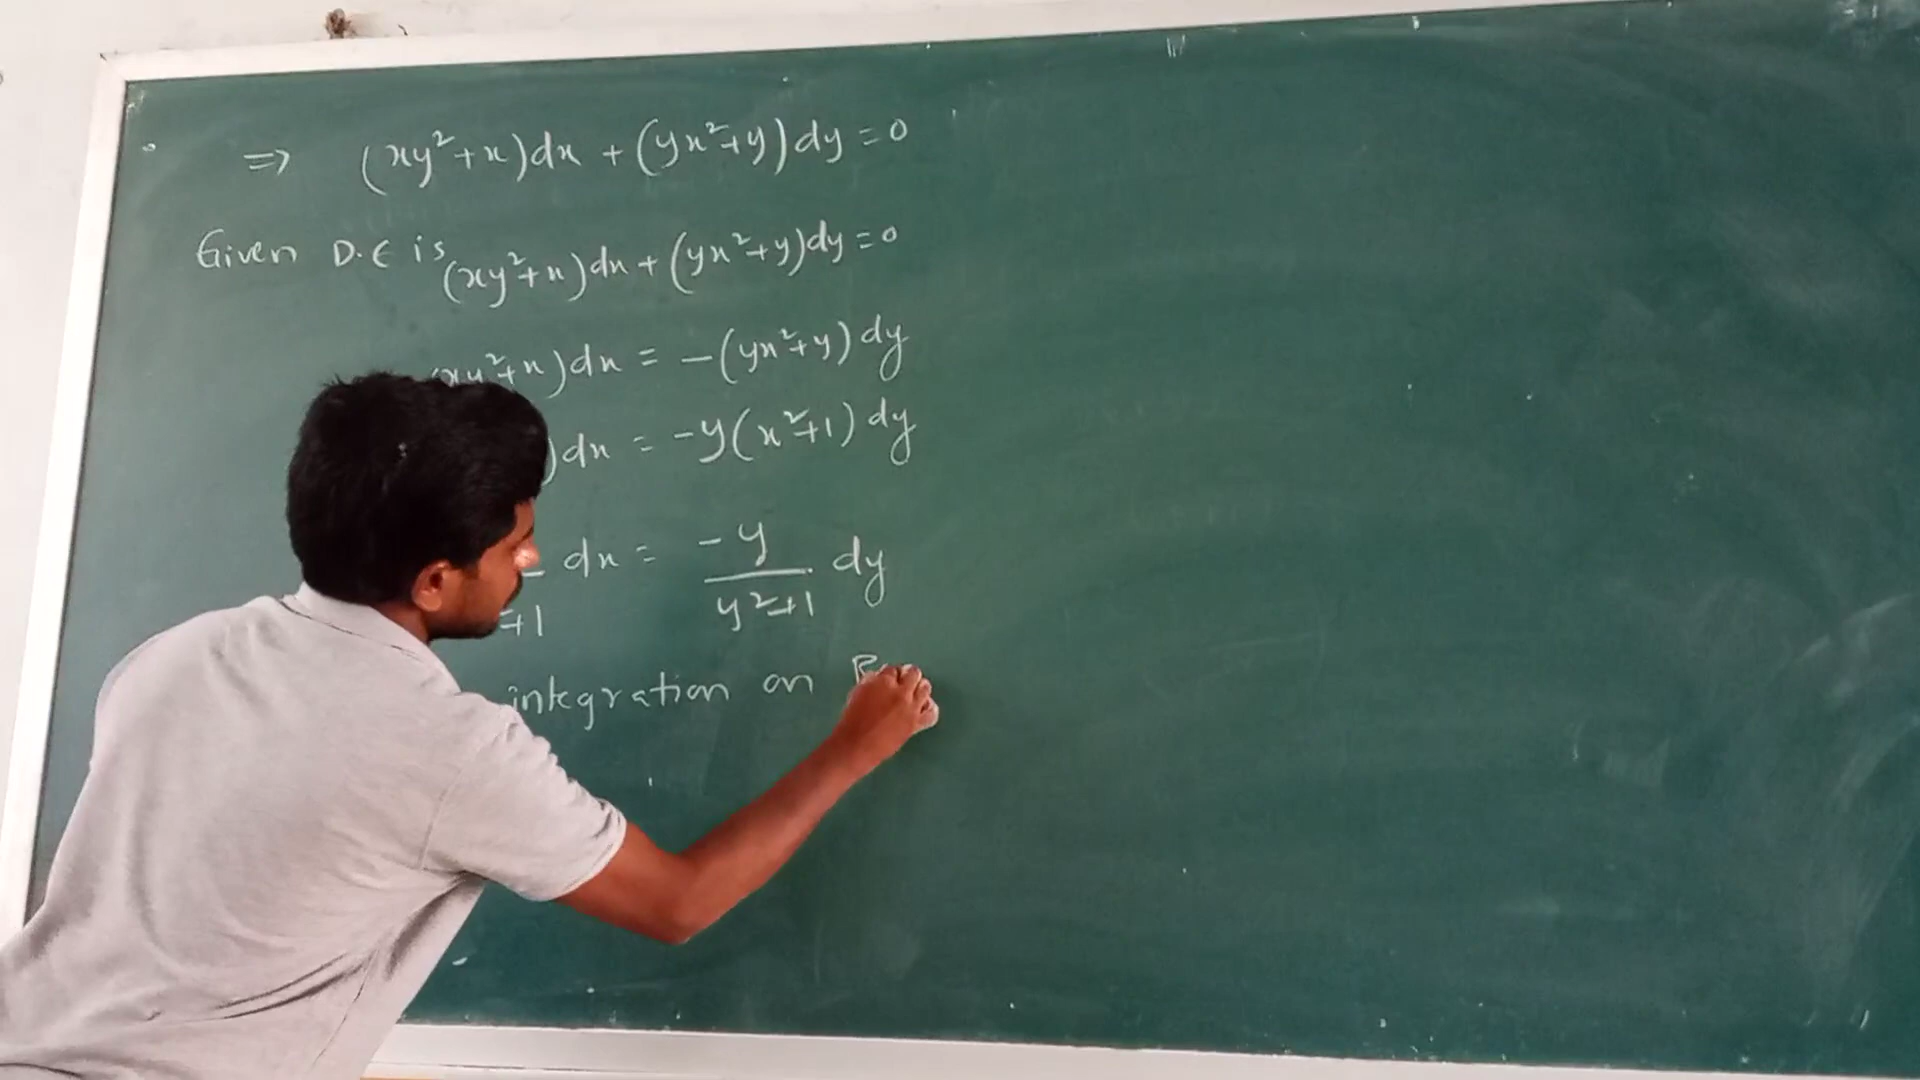 ⇒ (xy²+x)dx + (yx²+y)dy = 0
Given D.E is (xy²+x)dx + (yx²+y)dy = 0
xy²+x)dx = -(yx²+y)dy
)dx = -y(x²+1)dy
dx = -y/y²+1 dy
+1
integration on